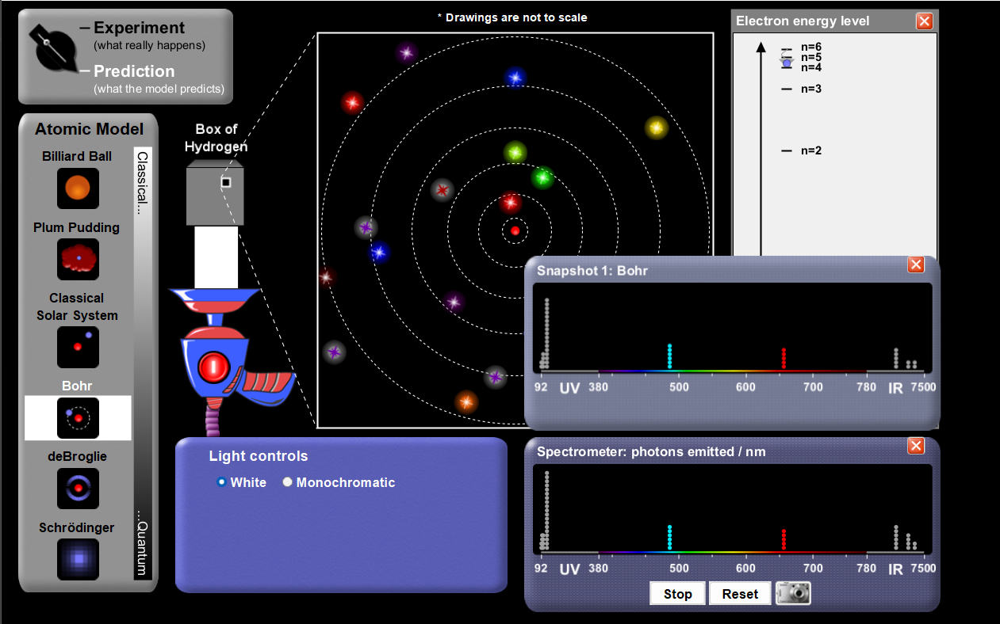 * Drawings are not to scale
Experiment
(what really happens)
Prediction
(what the model predicts)
Atomic Model
Billiard Ball
Plum Pudding
Classical
Solar System
Bohr
deBroglie
Schrödinger
Classical...
...Quantum
Box of
Hydrogen
Light controls
White Monochromatic
Electron energy level
n=6
n=5
n=4
n=3
n=2
Snapshot 1: Bohr
92 UV 380 500 600 700 780 IR 7500
Spectrometer: photons emitted / nm
92 UV 380 500 600 700 780 IR 7500
Stop Reset